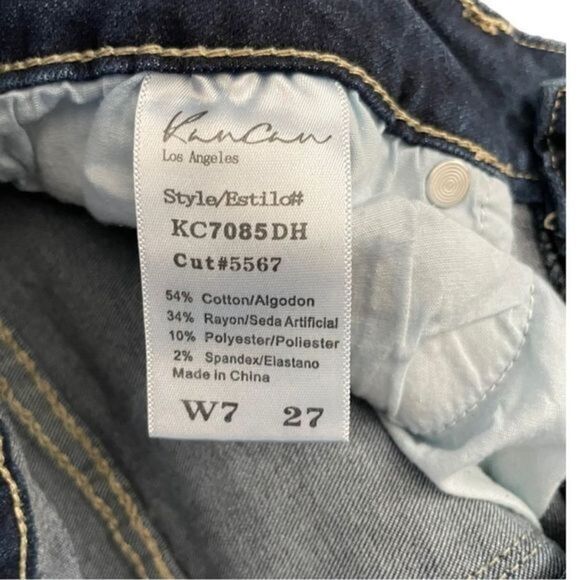 KanCan
Los Angeles
Style/Estilo#
KC7085DH
Cut#5567
54% Cotton/Algodon
34% Rayon/Seda Artificial
10% Polyester/Poliester
2% Spandex/Elastano
Made in China
W7 27